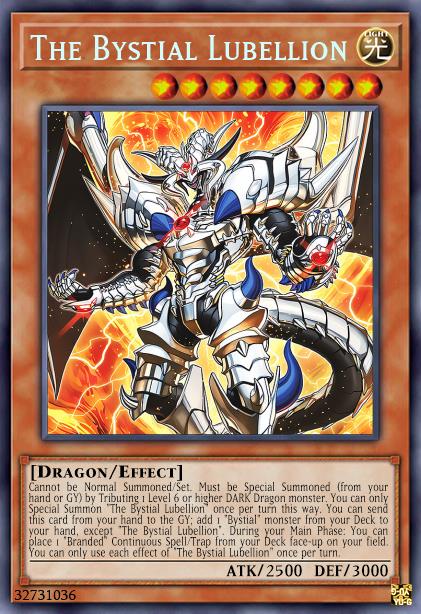 THE BYSTIAL LUBELLION
LIGHT
光
[DRAGON/EFFECT]
Cannot be Normal Summoned/Set. Must be Special Summoned (from your
hand or GY) by Tributing 1 Level 6 or higher DARK Dragon monster. You can only
Special Summon "The Bystial Lubellion" once per turn this way. You can send
this card from your hand to the GY; add 1 "Bystial" monster from your Deck to
your hand, except "The Bystial Lubellion". During your Main Phase: You can
place 1 "Branded" Continuous Spell/Trap from your Deck face-up on your field.
You can only use each effect of "The Bystial Lubellion" once per turn.
ATK/2500 DEF/3000
32731036